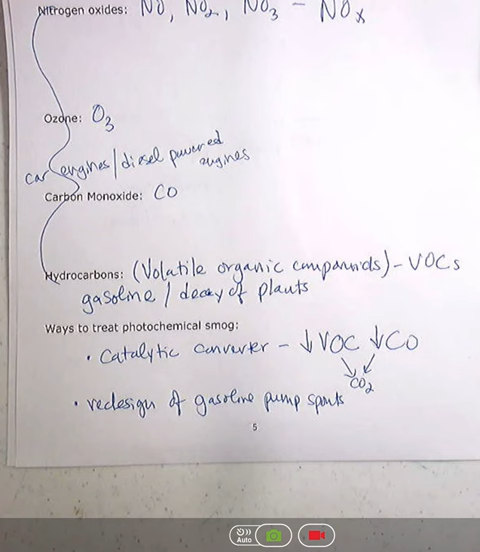 Nitrogen oxides: NO, NO₂, NO₃ - NOx
Ozone: O₃
car engines/diesel powered
engines
Carbon Monoxide: CO
Hydrocarbons: (Volatile organic compounds) - VOCs
gasoline / decay of plants
Ways to treat photochemical smog:
• Catalytic converter - ↓VOC ↓CO
CO₂
• redesign of gasoline pump spouts
5
Auto